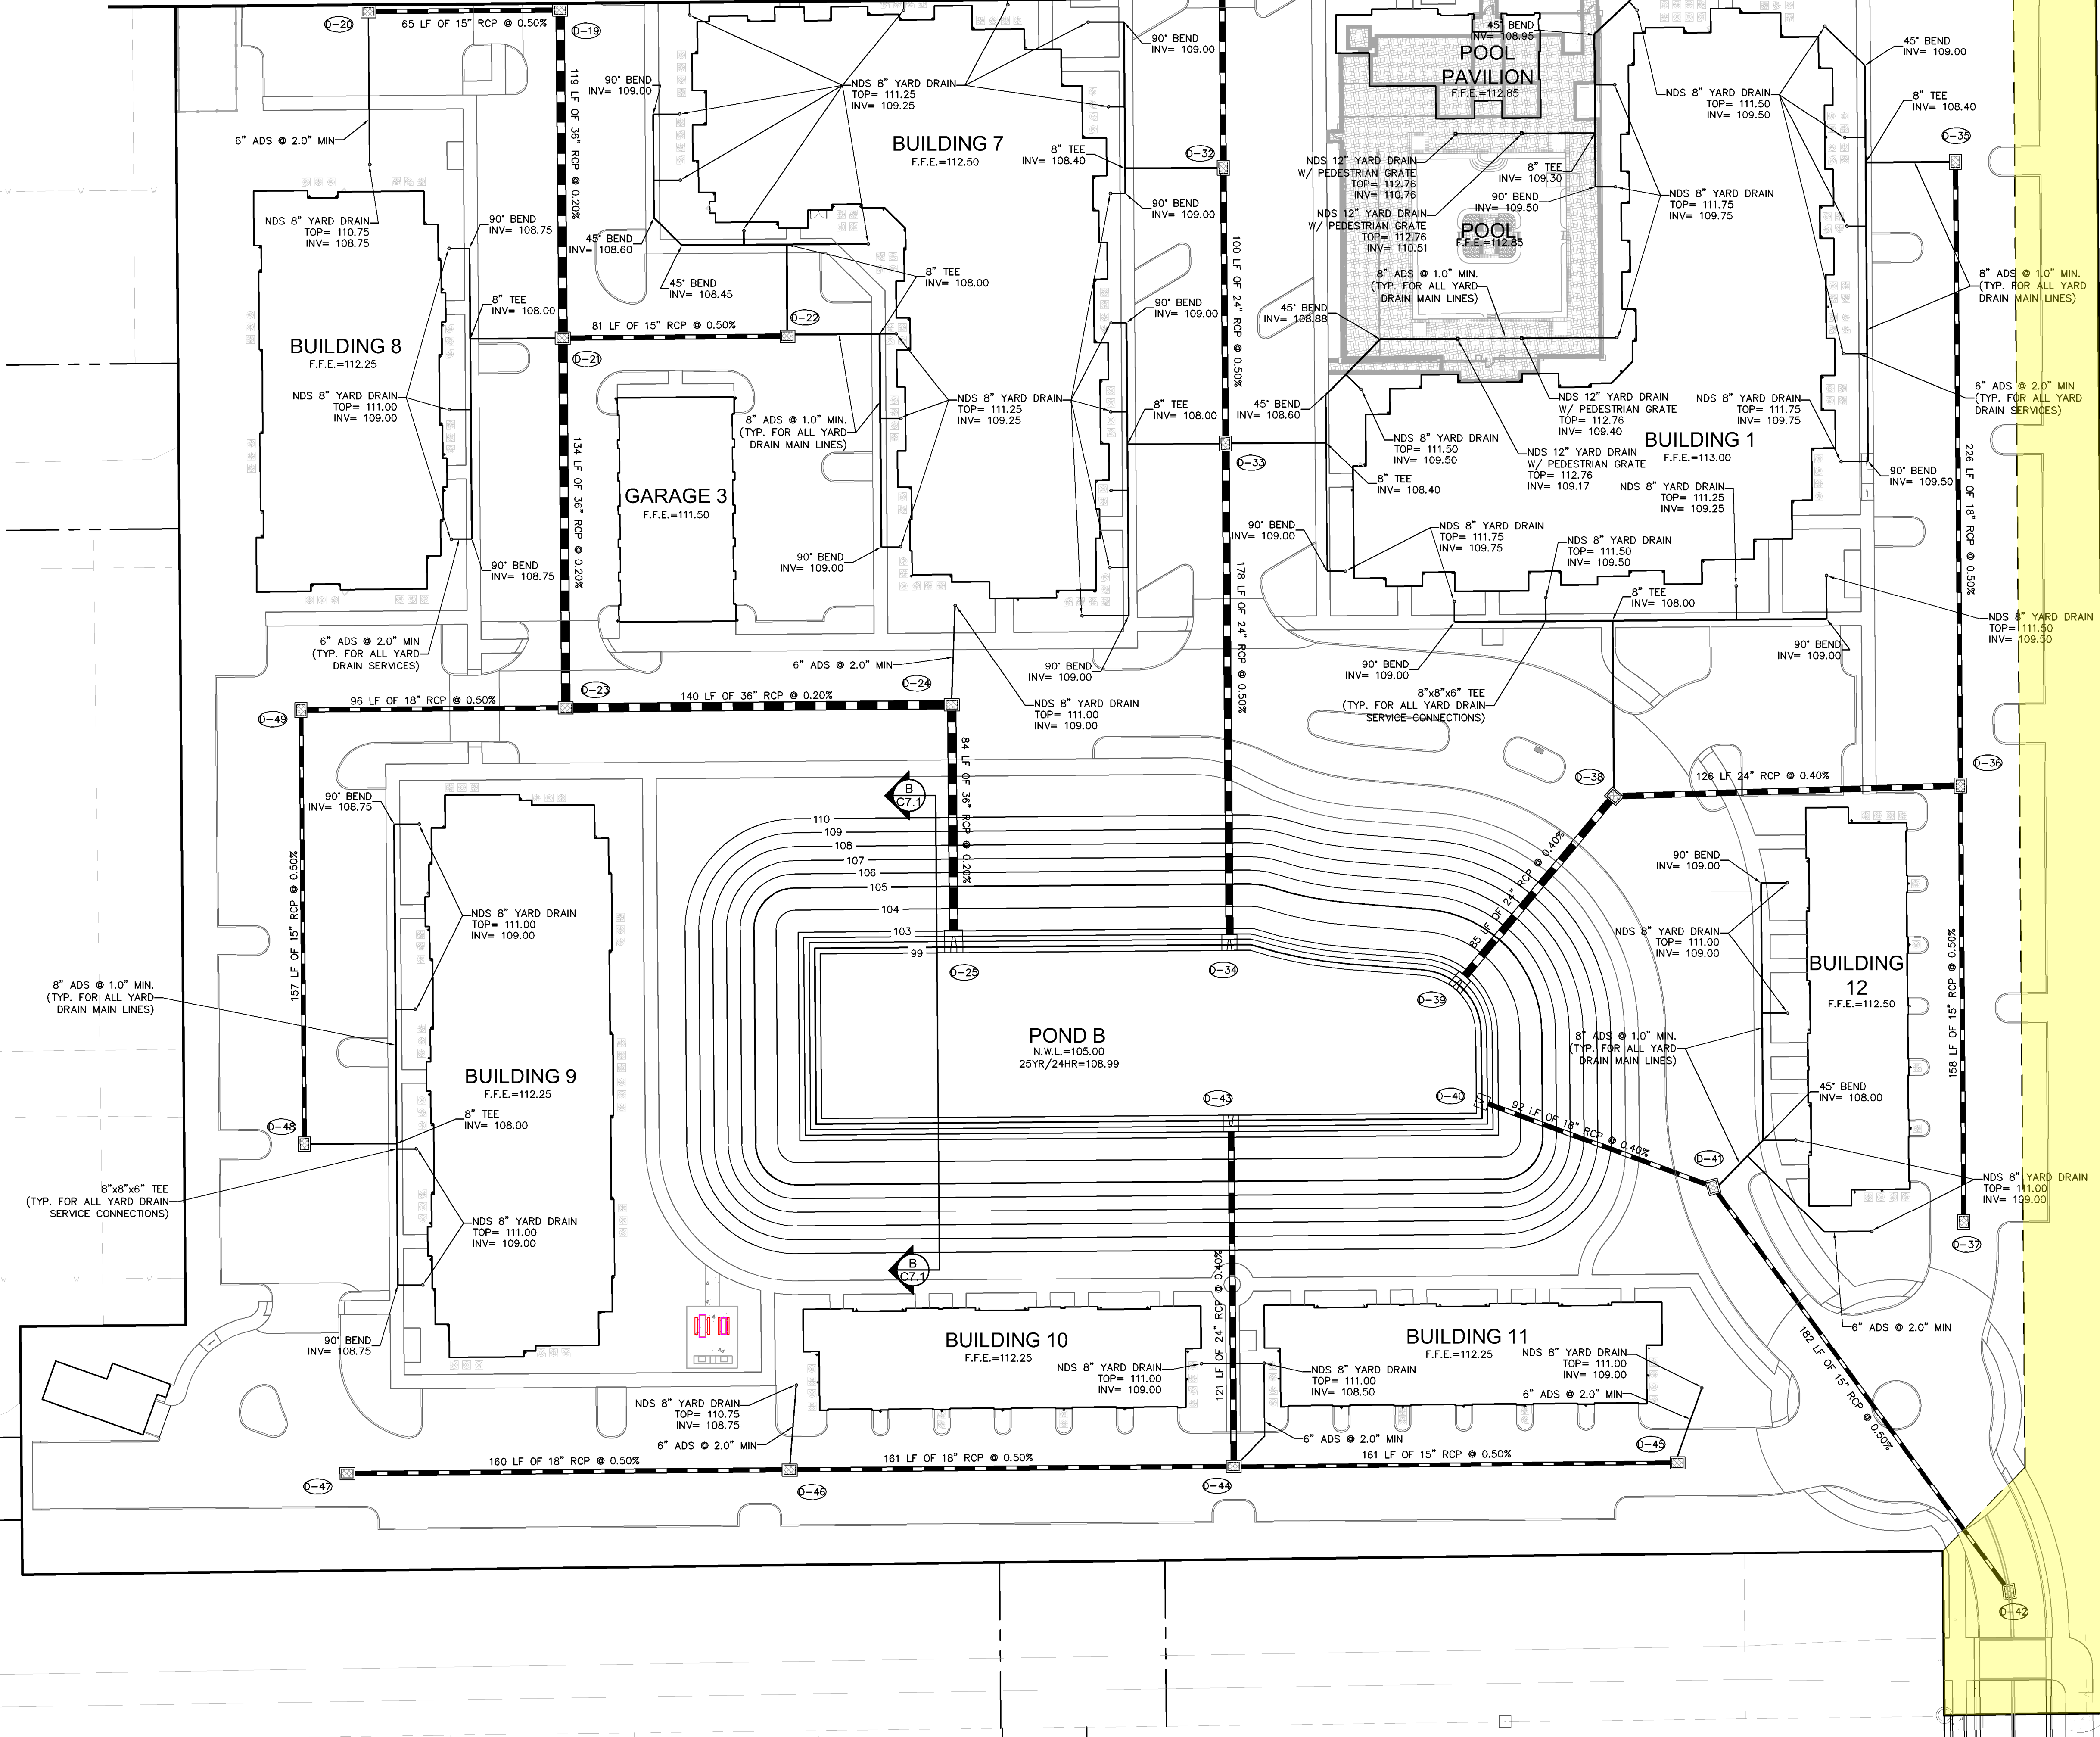 D-20
65 LF OF 15" RCP @ 0.50%
D-19
119 LF OF 36" RCP @ 0.20%
6" ADS @ 2.0" MIN
NDS 8" YARD DRAIN
TOP= 110.75
INV= 108.75
90° BEND
INV= 108.75
8" TEE
INV= 108.00
BUILDING 8
F.F.E.=112.25
NDS 8" YARD DRAIN
TOP= 111.00
INV= 109.00
90° BEND
INV= 108.75
6" ADS @ 2.0" MIN
(TYP. FOR ALL YARD
DRAIN SERVICES)
90° BEND
INV= 109.00
NDS 8" YARD DRAIN
TOP= 111.25
INV= 109.25
90° BEND
INV= 109.00
BUILDING 7
F.F.E.=112.50
8" TEE
INV= 108.40
D-32
90° BEND
INV= 109.00
45° BEND
INV= 108.60
45° BEND
INV= 108.45
8" TEE
INV= 108.00
81 LF OF 15" RCP @ 0.50%
D-22
D-21
90° BEND
INV= 109.00
100 LF OF 24" RCP @ 0.50%
134 LF OF 36" RCP @ 0.20%
GARAGE 3
F.F.E.=111.50
8" ADS @ 1.0" MIN.
(TYP. FOR ALL YARD
DRAIN MAIN LINES)
NDS 8" YARD DRAIN
TOP= 111.25
INV= 109.25
8" TEE
INV= 108.00
D-33
90° BEND
INV= 109.00
178 LF OF 24" RCP @ 0.50%
6" ADS @ 2.0" MIN
90° BEND
INV= 109.00
NDS 8" YARD DRAIN
TOP= 111.00
INV= 109.00
45° BEND
INV= 108.95
POOL
PAVILION
F.F.E.=112.85
NDS 12" YARD DRAIN
W/ PEDESTRIAN GRATE
TOP= 112.76
INV= 110.76
8" TEE
INV= 109.30
90° BEND
INV= 109.50
NDS 12" YARD DRAIN
W/ PEDESTRIAN GRATE
TOP= 112.76
INV= 110.51
POOL
F.F.E.=112.85
8" ADS @ 1.0" MIN.
(TYP. FOR ALL YARD
DRAIN MAIN LINES)
45° BEND
INV= 108.88
45° BEND
INV= 108.60
NDS 8" YARD DRAIN
TOP= 111.50
INV= 109.50
NDS 8" YARD DRAIN
TOP= 111.75
INV= 109.75
45° BEND
INV= 109.00
8" TEE
INV= 108.40
D-35
8" ADS @ 1.0" MIN.
(TYP. FOR ALL YARD
DRAIN MAIN LINES)
6" ADS @ 2.0" MIN
(TYP. FOR ALL YARD
DRAIN SERVICES)
NDS 12" YARD DRAIN
W/ PEDESTRIAN GRATE
TOP= 112.76
INV= 109.40
NDS 8" YARD DRAIN
TOP= 111.75
INV= 109.75
BUILDING 1
F.F.E.=113.00
NDS 8" YARD DRAIN
TOP= 111.50
INV= 109.50
NDS 12" YARD DRAIN
W/ PEDESTRIAN GRATE
TOP= 112.76
INV= 109.17
8" TEE
INV= 108.40
NDS 8" YARD DRAIN
TOP= 111.25
INV= 109.25
90° BEND
INV= 109.50
226 LF OF 18" RCP @ 0.50%
90° BEND
INV= 109.00
NDS 8" YARD DRAIN
TOP= 111.75
INV= 109.75
NDS 8" YARD DRAIN
TOP= 111.50
INV= 109.50
8" TEE
INV= 108.00
NDS 8" YARD DRAIN
TOP= 111.50
INV= 109.50
90° BEND
INV= 109.00
90° BEND
INV= 109.00
8"x8"x6" TEE
(TYP. FOR ALL YARD DRAIN
SERVICE CONNECTIONS)
D-49
96 LF OF 18" RCP @ 0.50%
D-23
140 LF OF 36" RCP @ 0.20%
D-24
84 LF OF 36" RCP @ 0.20%
D-38
126 LF 24" RCP @ 0.40%
D-36
90° BEND
INV= 108.75
157 LF OF 15" RCP @ 0.50%
NDS 8" YARD DRAIN
TOP= 111.00
INV= 109.00
8" ADS @ 1.0" MIN.
(TYP. FOR ALL YARD
DRAIN MAIN LINES)
BUILDING 9
F.F.E.=112.25
8" TEE
INV= 108.00
D-48
8"x8"x6" TEE
(TYP. FOR ALL YARD DRAIN
SERVICE CONNECTIONS)
NDS 8" YARD DRAIN
TOP= 111.00
INV= 109.00
90° BEND
INV= 108.75
B
C7.1
110
109
108
107
106
105
104
103
99
D-25
D-34
85 LF OF 24" RCP @ 0.40%
D-39
POND B
N.W.L.=105.00
25YR/24HR=108.99
D-43
D-40
92 LF OF 18" RCP @ 0.40%
D-41
90° BEND
INV= 109.00
NDS 8" YARD DRAIN
TOP= 111.00
INV= 109.00
BUILDING
12
F.F.E.=112.50
8" ADS @ 1.0" MIN.
(TYP. FOR ALL YARD
DRAIN MAIN LINES)
45° BEND
INV= 108.00
158 LF OF 15" RCP @ 0.50%
NDS 8" YARD DRAIN
TOP= 111.00
INV= 109.00
D-37
6" ADS @ 2.0" MIN
182 LF OF 15" RCP @ 0.50%
B
C7.1
121 LF OF 24" RCP @ 0.40%
BUILDING 10
F.F.E.=112.25
NDS 8" YARD DRAIN
TOP= 111.00
INV= 109.00
NDS 8" YARD DRAIN
TOP= 111.00
INV= 108.50
BUILDING 11
F.F.E.=112.25
NDS 8" YARD DRAIN
TOP= 111.00
INV= 109.00
6" ADS @ 2.0" MIN
NDS 8" YARD DRAIN
TOP= 110.75
INV= 108.75
6" ADS @ 2.0" MIN
6" ADS @ 2.0" MIN
D-45
D-47
160 LF OF 18" RCP @ 0.50%
D-46
161 LF OF 18" RCP @ 0.50%
D-44
161 LF OF 15" RCP @ 0.50%
D-42